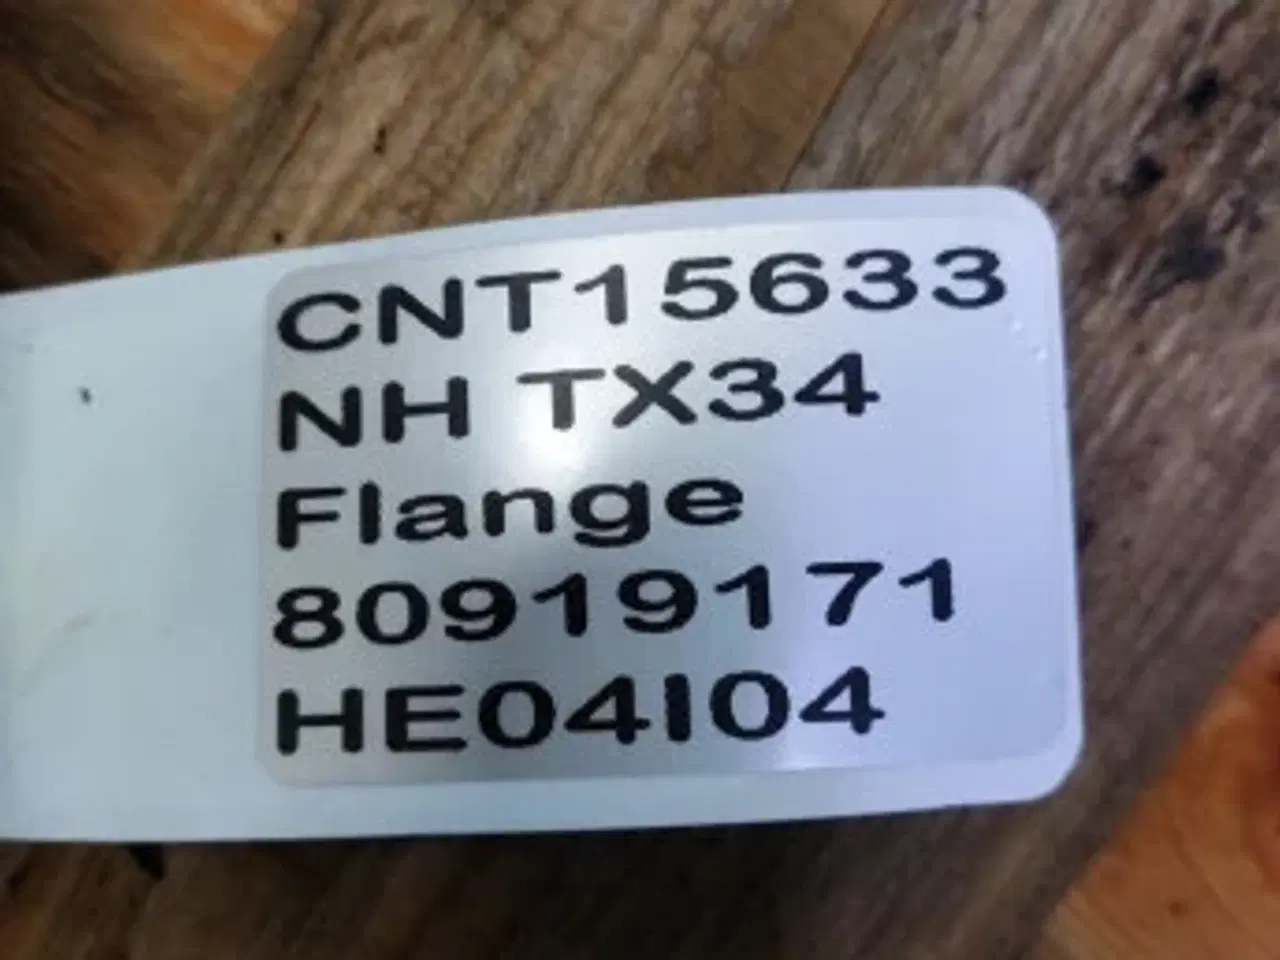 CNT15633
NH TX34
Flange
80919171
HE04I04